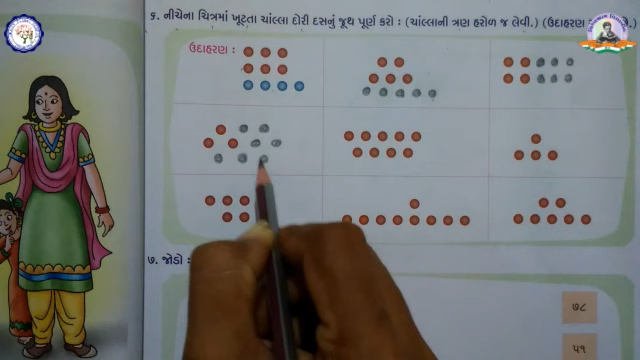 ૬. નીચેના ચિત્રમાં ખૂટતા ચાંલ્લા દોરી દસનું જૂથ પૂર્ણ કરો : (ચાંલ્લાની ત્રણ હરોળ જ લેવી.) (ઉદાહરણ
ઉદાહરણ :
૭. જોડો :
૭૮
૫૧